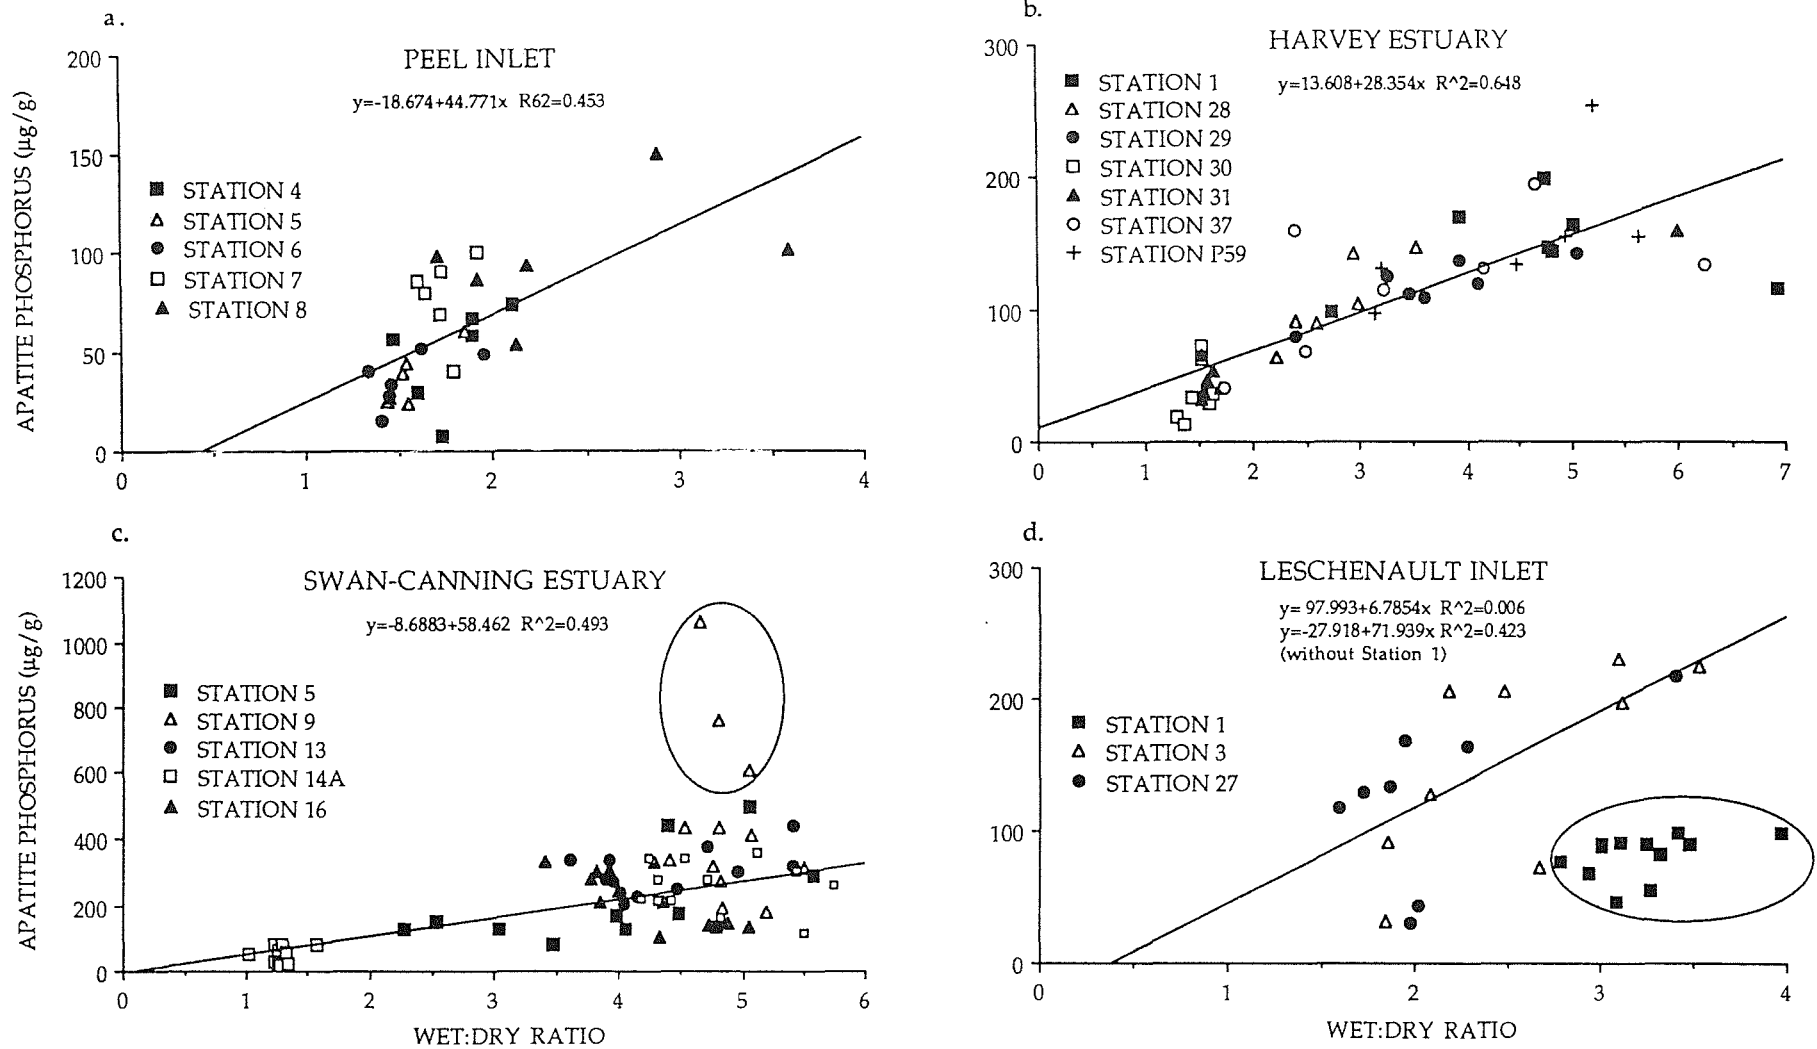 a.
PEEL INLET
y=-18.674+44.771x R62=0.453
200
150
100
50
0
APATITE PHOSPHORUS (µg/g)
STATION 4
STATION 5
STATION 6
STATION 7
STATION 8
0 1 2 3 4
b.
HARVEY ESTUARY
y=13.608+28.354x R^2=0.648
300
200
100
0
STATION 1
STATION 28
STATION 29
STATION 30
STATION 31
STATION 37
STATION P59
0 1 2 3 4 5 6 7
c.
SWAN-CANNING ESTUARY
y=-8.6883+58.462 R^2=0.493
1200
1000
800
600
400
200
0
APATITE PHOSPHORUS (µg/g)
STATION 5
STATION 9
STATION 13
STATION 14A
STATION 16
0 1 2 3 4 5 6
WET:DRY RATIO
d.
LESCHENAULT INLET
y= 97.993+6.7854x R^2=0.006
y=-27.918+71.939x R^2=0.423
(without Station 1)
300
200
100
0
STATION 1
STATION 3
STATION 27
0 1 2 3 4
WET:DRY RATIO